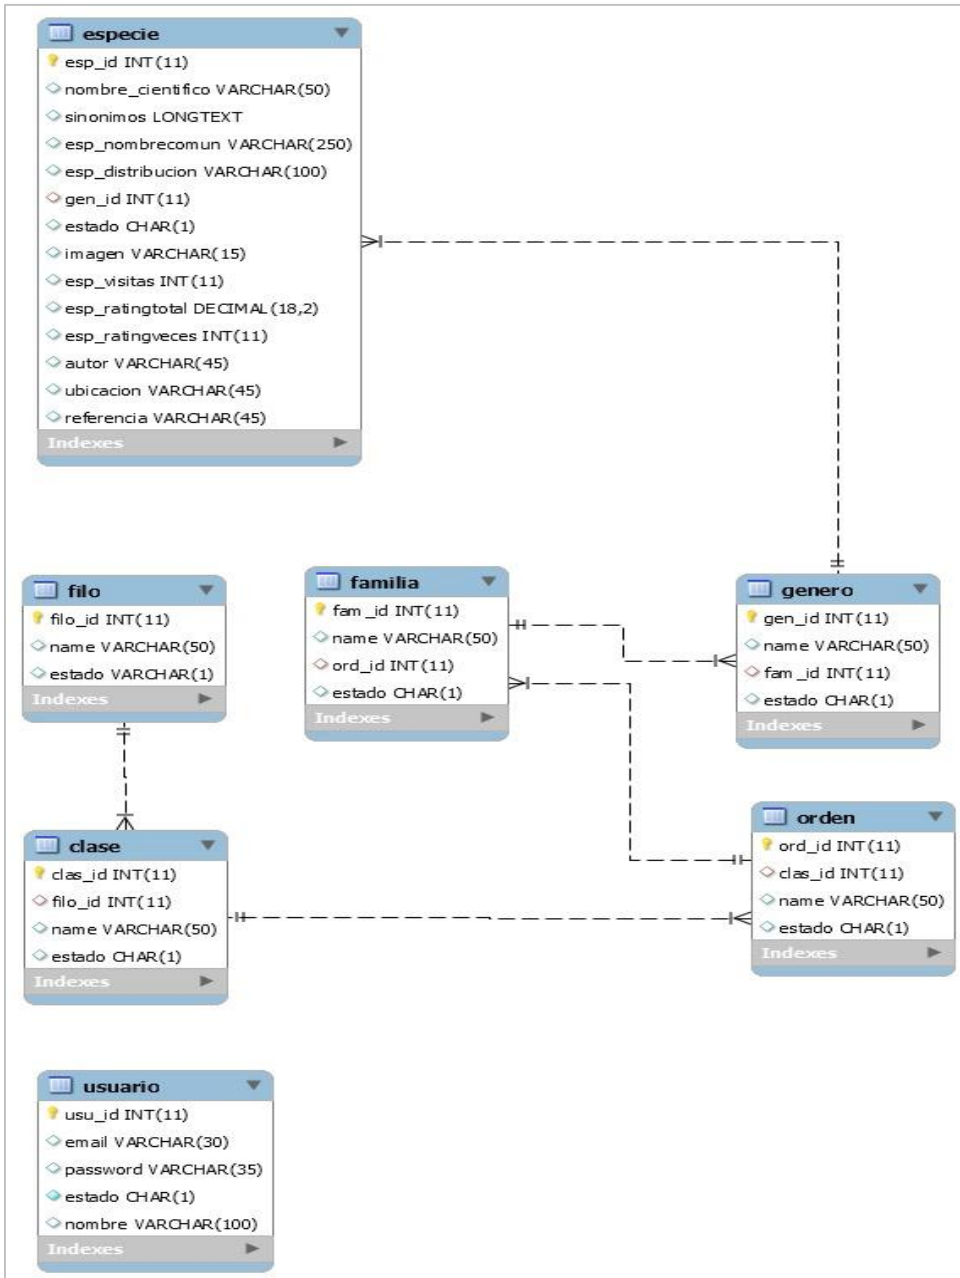 especie
esp_id INT(11)
nombre_cientifico VARCHAR(50)
sinonimos LONGTEXT
esp_nombrecomun VARCHAR(250)
esp_distribucion VARCHAR(100)
gen_id INT(11)
estado CHAR(1)
imagen VARCHAR(15)
esp_visitas INT(11)
esp_ratingtotal DECIMAL(18,2)
esp_ratingveces INT(11)
autor VARCHAR(45)
ubicacion VARCHAR(45)
referencia VARCHAR(45)
Indexes
filo
filo_id INT(11)
name VARCHAR(50)
estado VARCHAR(1)
Indexes
familia
fam_id INT(11)
name VARCHAR(50)
ord_id INT(11)
estado CHAR(1)
Indexes
genero
gen_id INT(11)
name VARCHAR(50)
fam_id INT(11)
estado CHAR(1)
Indexes
clase
clas_id INT(11)
filo_id INT(11)
name VARCHAR(50)
estado CHAR(1)
Indexes
orden
ord_id INT(11)
clas_id INT(11)
name VARCHAR(50)
estado CHAR(1)
Indexes
usuario
usu_id INT(11)
email VARCHAR(30)
password VARCHAR(35)
estado CHAR(1)
nombre VARCHAR(100)
Indexes